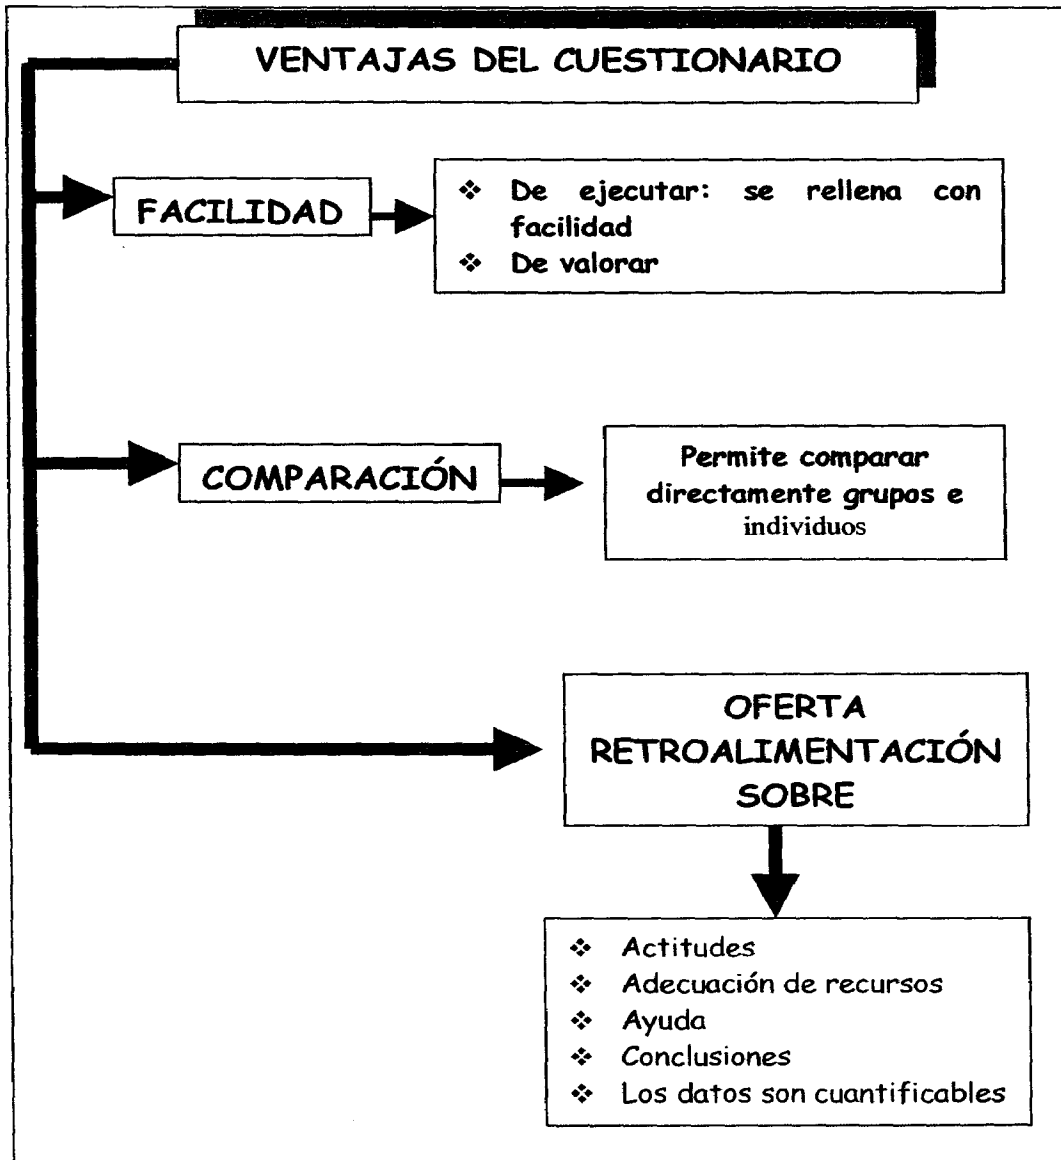 VENTAJAS DEL CUESTIONARIO
FACILIDAD
❖ De ejecutar: se rellena con
facilidad
❖ De valorar
COMPARACIÓN
Permite comparar
directamente grupos e
individuos
OFERTA
RETROALIMENTACIÓN
SOBRE
❖ Actitudes
❖ Adecuación de recursos
❖ Ayuda
❖ Conclusiones
❖ Los datos son cuantificables